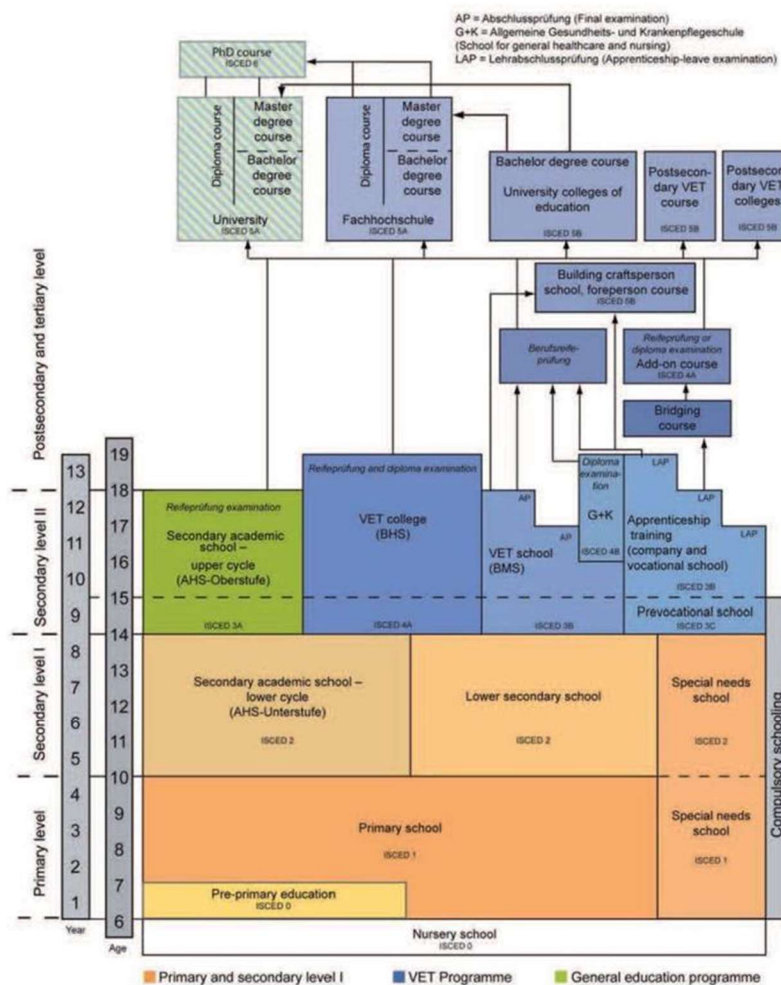 AP = Abschlussprüfung (Final examination)
G+K = Allgemeine Gesundheits- und Krankenpflegeschule
(School for general healthcare and nursing)
LAP = Lehrabschlussprüfung (Apprenticeship-leave examination)
PhD course
ISCED 6
Diploma course
Master
degree
course
Bachelor
degree
course
University
ISCED 5A
Diploma course
Master
degree
course
Bachelor
degree
course
Fachhochschule
ISCED 5A
Bachelor degree course
University colleges of
education
ISCED 5B
Postsecon-
dary VET
course
ISCED 5B
Postsecon-
dary VET
colleges
ISCED 5B
Building craftsperson
school, foreperson course
ISCED 5B
Berufsreife-
prüfung
Reifeprüfung or
diploma examination
Add-on course
ISCED 4A
Bridging
course
Postsecondary and tertiary level
Secondary level II
Secondary level I
Primary level
13
12
11
10
9
8
7
6
5
4
3
2
1
Year
19
18
17
16
15
14
13
12
11
10
9
8
7
6
Age
Reifeprüfung examination
Secondary academic
school –
upper cycle
(AHS-Oberstufe)
ISCED 3A
Reifeprüfung and diploma examination
VET college
(BHS)
ISCED 4A
AP
AP
VET school
(BMS)
ISCED 3B
Diploma
examina-
tion
G+K
ISCED 4B
LAP
LAP
LAP
Apprenticeship
training (company and
vocational school)
ISCED 3B
Prevocational school
ISCED 3C
Secondary academic school –
lower cycle
(AHS-Unterstufe)
ISCED 2
Lower secondary school
ISCED 2
Special needs
school
ISCED 2
Primary school
ISCED 1
Special needs
school
ISCED 1
Pre-primary education
ISCED 0
Nursery school
ISCED 0
Compulsory schooling
Primary and secondary level I
VET Programme
General education programme